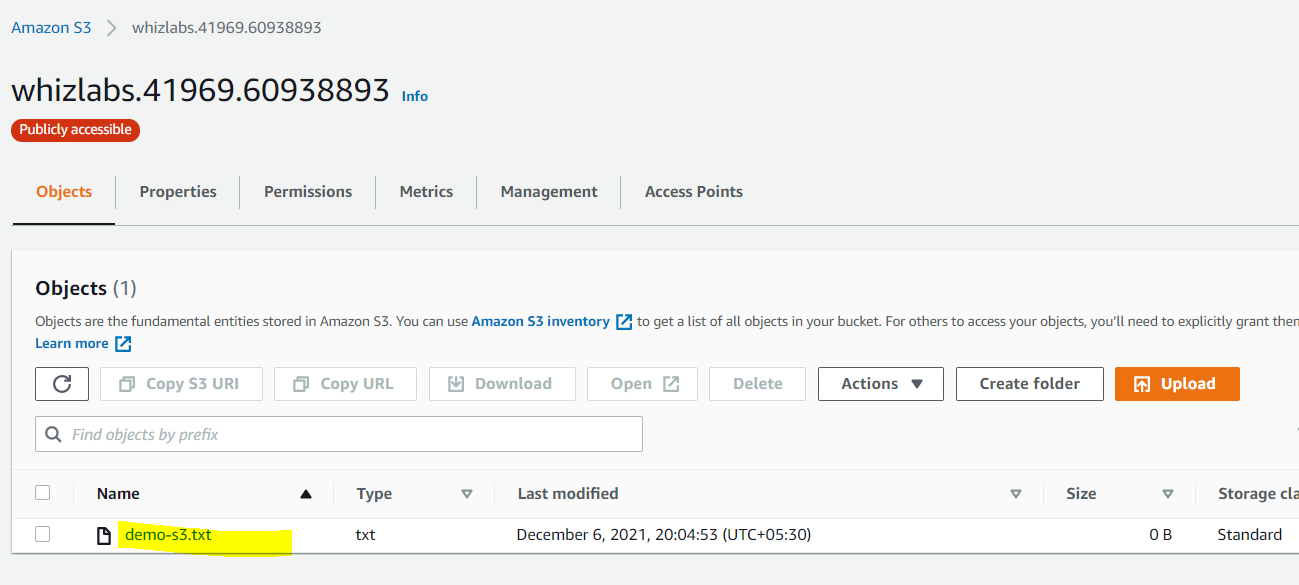 Amazon S3 > whizlabs.41969.60938893
whizlabs.41969.60938893 Info
Publicly accessible
Objects Properties Permissions Metrics Management Access Points
Objects (1)
Objects are the fundamental entities stored in Amazon S3. You can use Amazon S3 inventory to get a list of all objects in your bucket. For others to access your objects, you'll need to explicitly grant then
Learn more
Copy S3 URI Copy URL Download Open Delete Actions Create folder Upload
Find objects by prefix
Name Type Last modified Size Storage cla
demo-s3.txt txt December 6, 2021, 20:04:53 (UTC+05:30) 0 B Standard